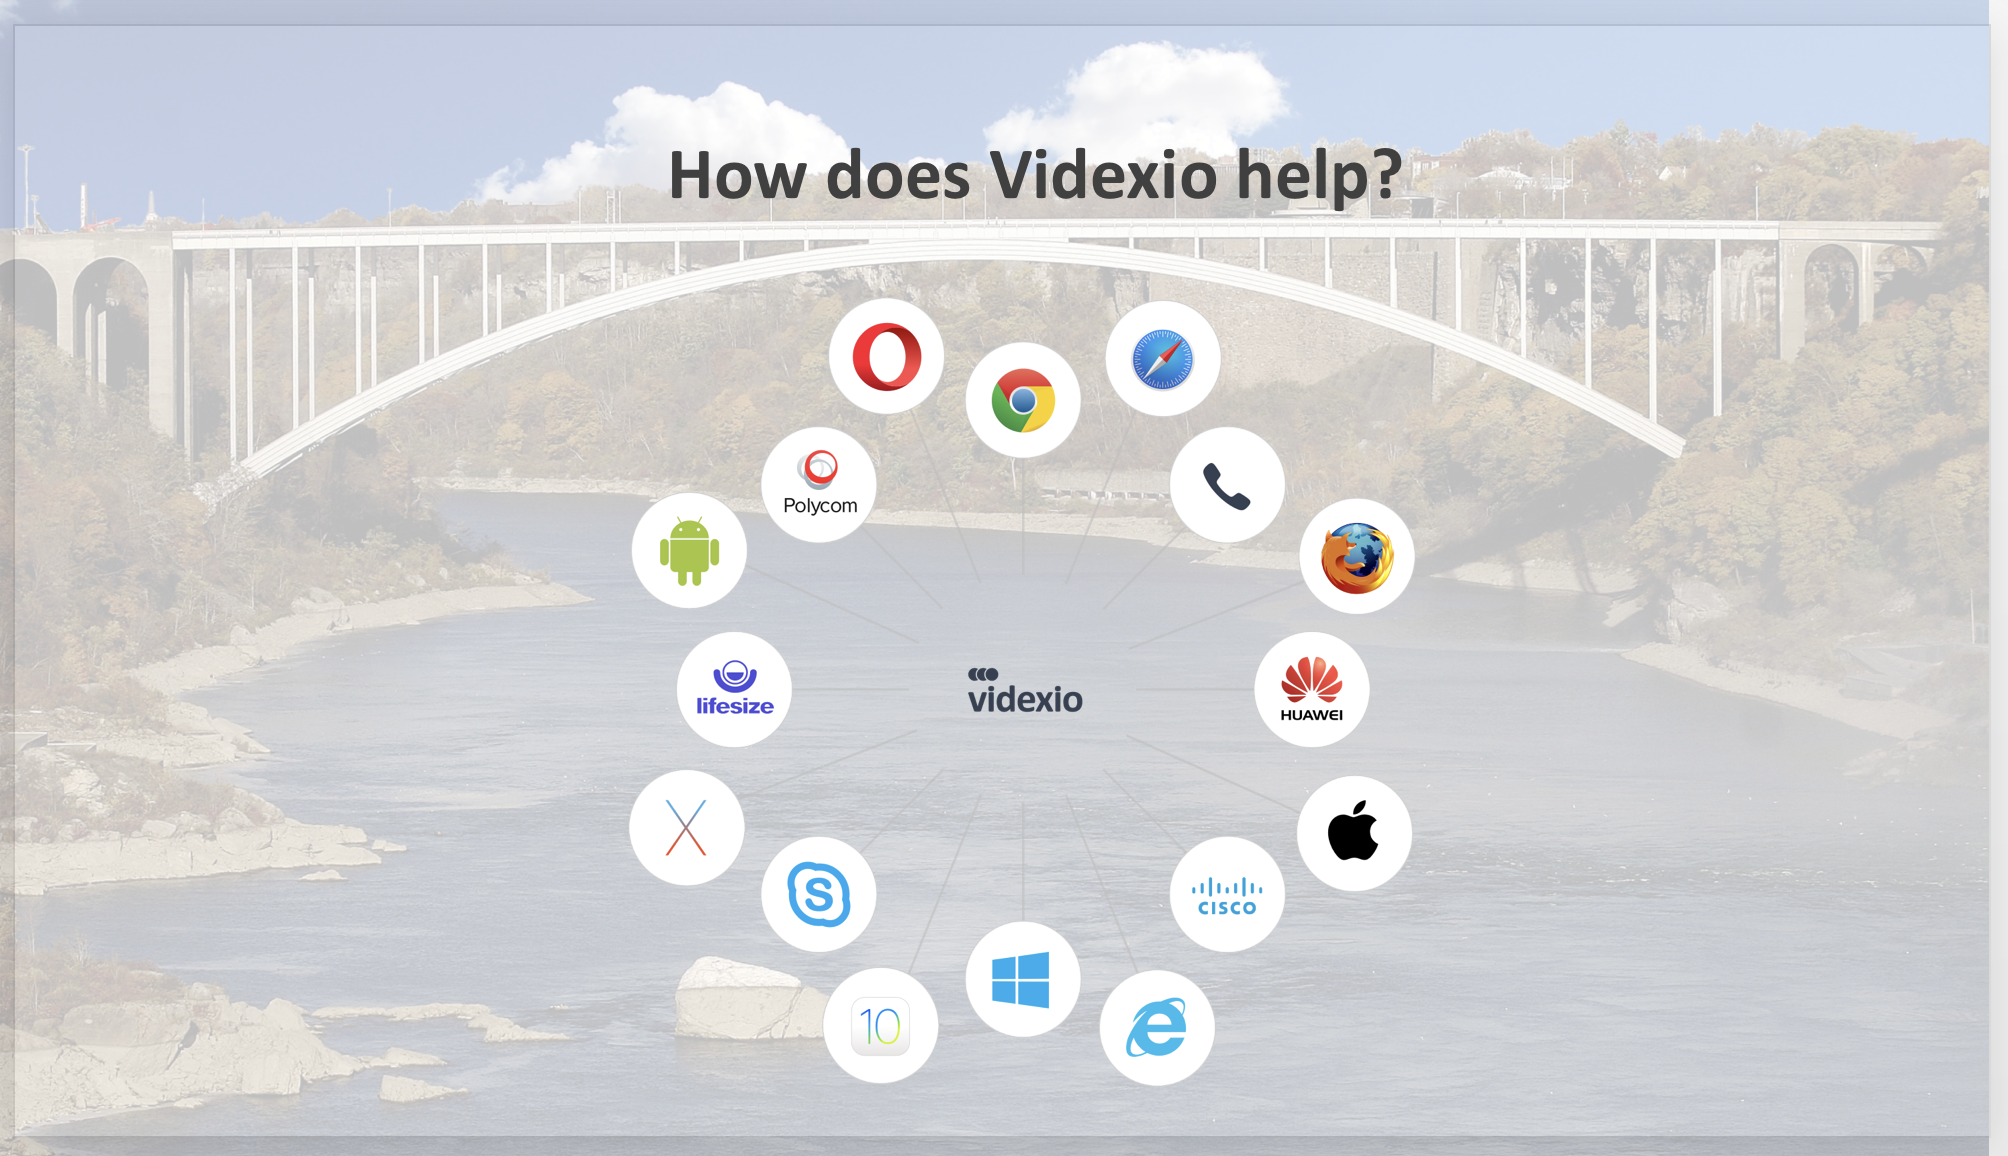 How does Videxio help?
Polycom
lifesize
videxio
HUAWEI
S
CISCO
10
e